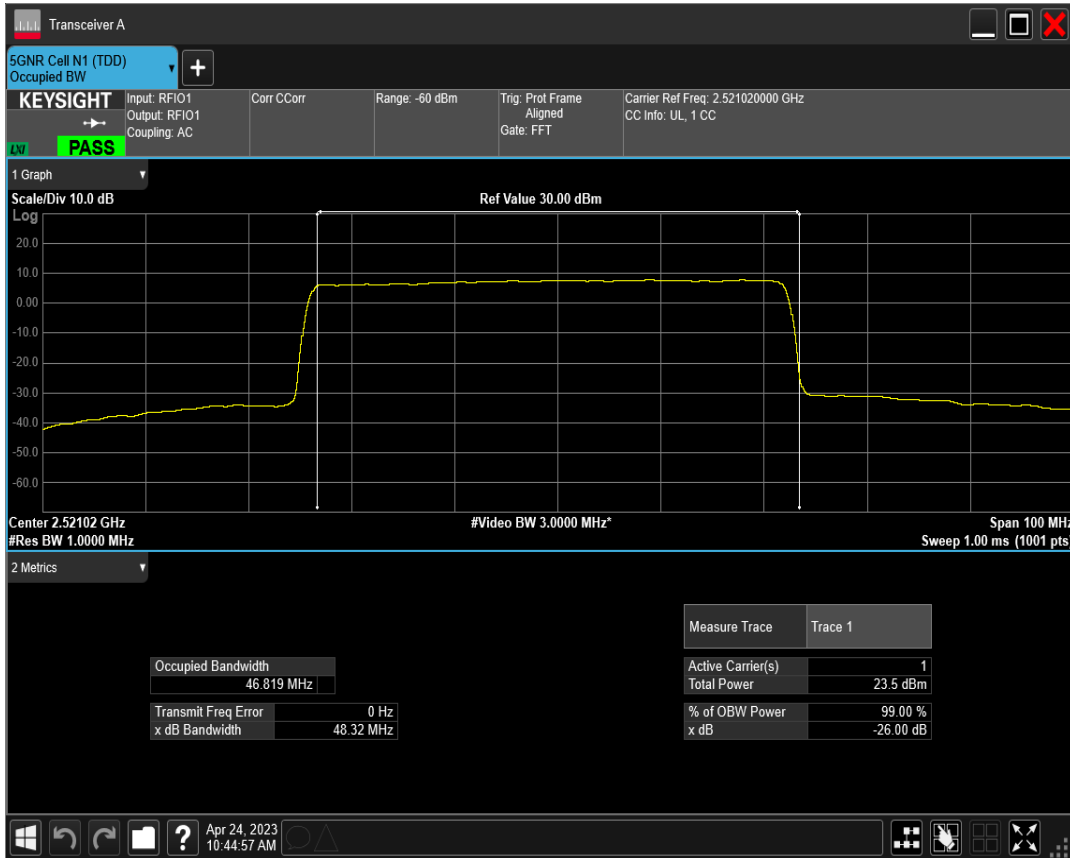 Transceiver A
5GNR Cell N1 (TDD)
Occupied BW
+
KEYSIGHT
LXI
PASS
Input: RFIO1
Output: RFIO1
Coupling: AC
Corr CCorr
Range: -60 dBm
Trig: Prot Frame
Aligned
Gate: FFT
Carrier Ref Freq: 2.521020000 GHz
CC Info: UL, 1 CC
1 Graph
Scale/Div 10.0 dB
Ref Value 30.00 dBm
Log
20.0
10.0
0.00
-10.0
-20.0
-30.0
-40.0
-50.0
-60.0
Center 2.52102 GHz
#Video BW 3.0000 MHz*
Span 100 MHz
#Res BW 1.0000 MHz
Sweep 1.00 ms (1001 pts)
2 Metrics
Measure Trace Trace 1
Occupied Bandwidth
46.819 MHz
Active Carrier(s) 1
Total Power 23.5 dBm
Transmit Freq Error 0 Hz
x dB Bandwidth 48.32 MHz
% of OBW Power 99.00 %
x dB -26.00 dB
?
Apr 24, 2023
10:44:57 AM